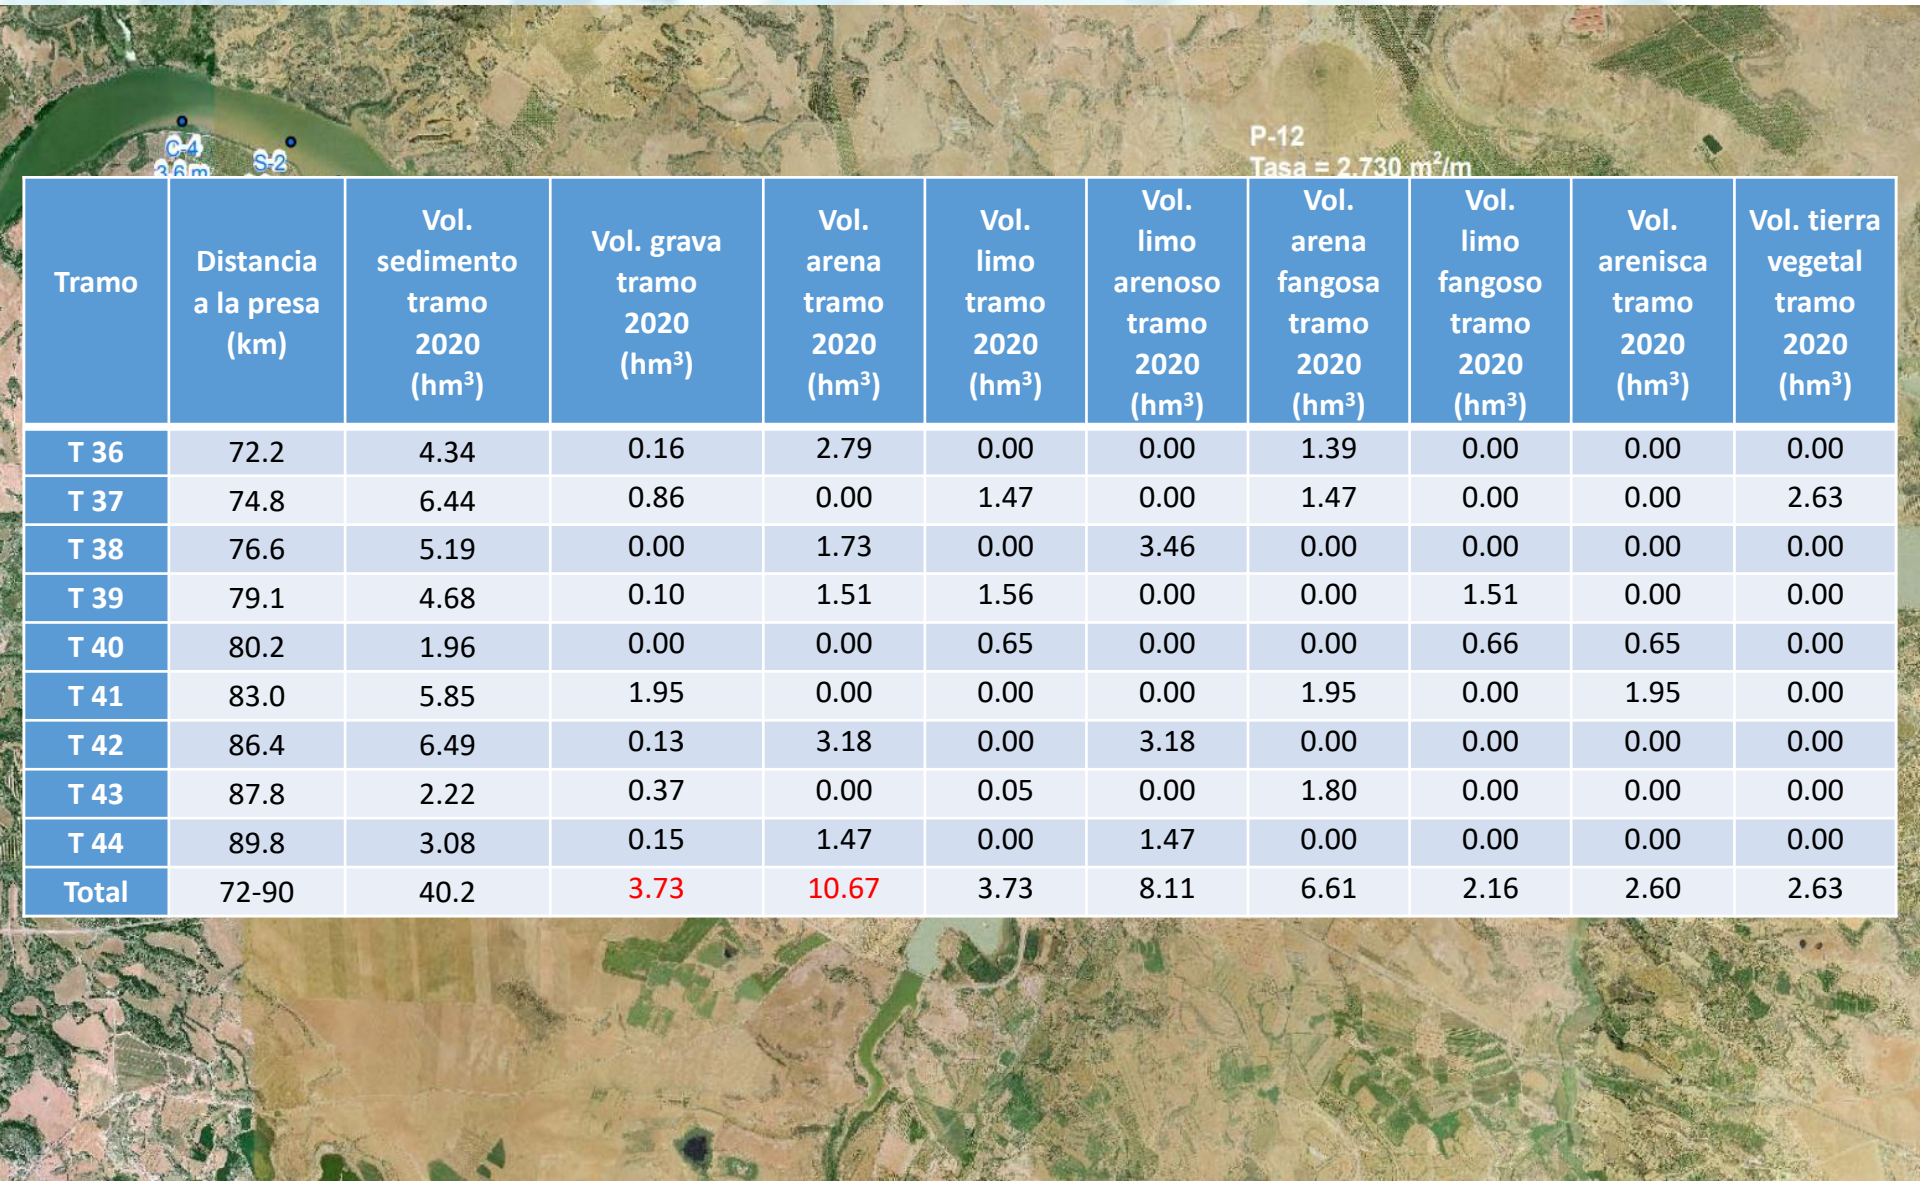 C-4
3.6 m
S-2
P-12
Tasa = 2.730 m²/m
Tramo
Distancia
a la presa
(km)
Vol.
sedimento
tramo
2020
(hm³)
Vol. grava
tramo
2020
(hm³)
Vol.
arena
tramo
2020
(hm³)
Vol.
limo
tramo
2020
(hm³)
Vol.
limo
arenoso
tramo
2020
(hm³)
Vol.
arena
fangosa
tramo
2020
(hm³)
Vol.
limo
fangoso
tramo
2020
(hm³)
Vol.
arenisca
tramo
2020
(hm³)
Vol. tierra
vegetal
tramo
2020
(hm³)
T 36 72.2 4.34 0.16 2.79 0.00 0.00 1.39 0.00 0.00 0.00
T 37 74.8 6.44 0.86 0.00 1.47 0.00 1.47 0.00 0.00 2.63
T 38 76.6 5.19 0.00 1.73 0.00 3.46 0.00 0.00 0.00 0.00
T 39 79.1 4.68 0.10 1.51 1.56 0.00 0.00 1.51 0.00 0.00
T 40 80.2 1.96 0.00 0.00 0.65 0.00 0.00 0.66 0.65 0.00
T 41 83.0 5.85 1.95 0.00 0.00 0.00 1.95 0.00 1.95 0.00
T 42 86.4 6.49 0.13 3.18 0.00 3.18 0.00 0.00 0.00 0.00
T 43 87.8 2.22 0.37 0.00 0.05 0.00 1.80 0.00 0.00 0.00
T 44 89.8 3.08 0.15 1.47 0.00 1.47 0.00 0.00 0.00 0.00
Total 72-90 40.2 3.73 10.67 3.73 8.11 6.61 2.16 2.60 2.63